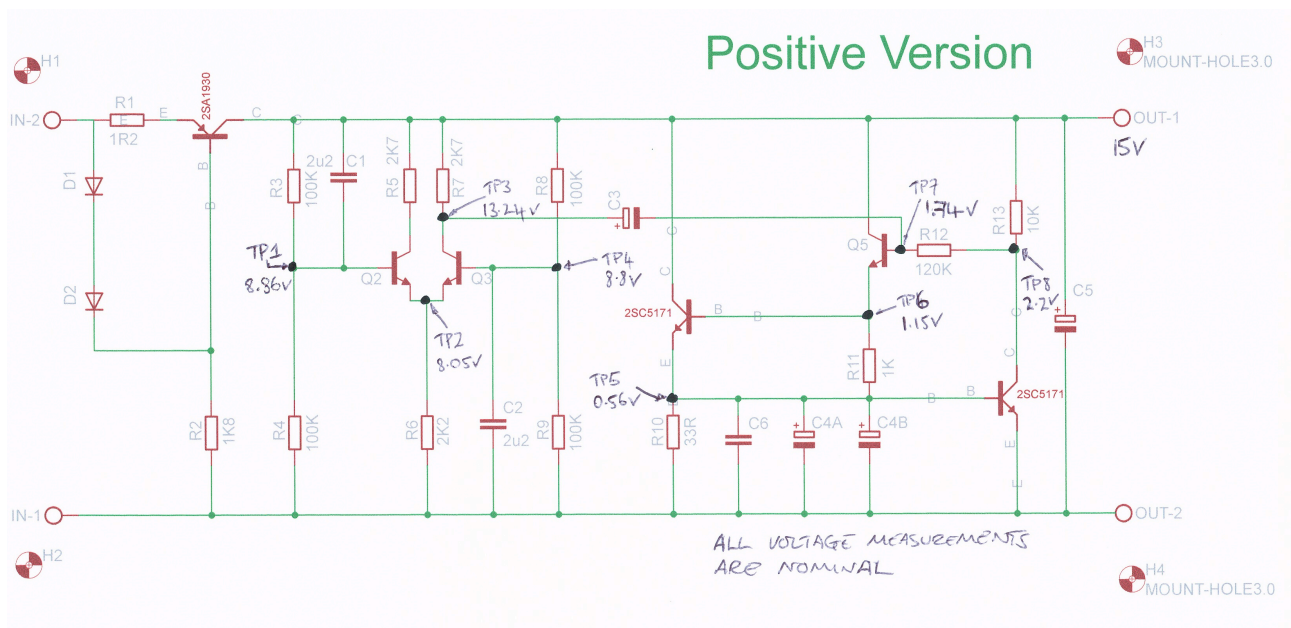 Positive Version
H1
H3
MOUNT-HOLE3.0
2SA1930
IN-2
R1
E
1R2
E
C
C
OUT-1
15V
B
B
D1
R3
100K
2u2
C1
R5
2K7
R7
2K7
TP3
13.24V
R8
100K
C3
+
C
C
TP7
1.74V
R12
120K
R13
10K
Q5
TP1
8.86V
Q2
Q3
TP4
8.8V
TP8
2.2V
C5
+
D2
TP2
8.05V
2SC5171
B
B
TP6
1.15V
E
R11
1K
C
C
TP5
0.56V
B
B
2SC5171
R2
1K8
R4
100K
R6
2K2
C2
2u2
R9
100K
R10
33R
C6
+
C4A
+
C4B
E
E
IN-1
OUT-2
H2
ALL VOLTAGE MEASUREMENTS
ARE NOMINAL
H4
MOUNT-HOLE3.0